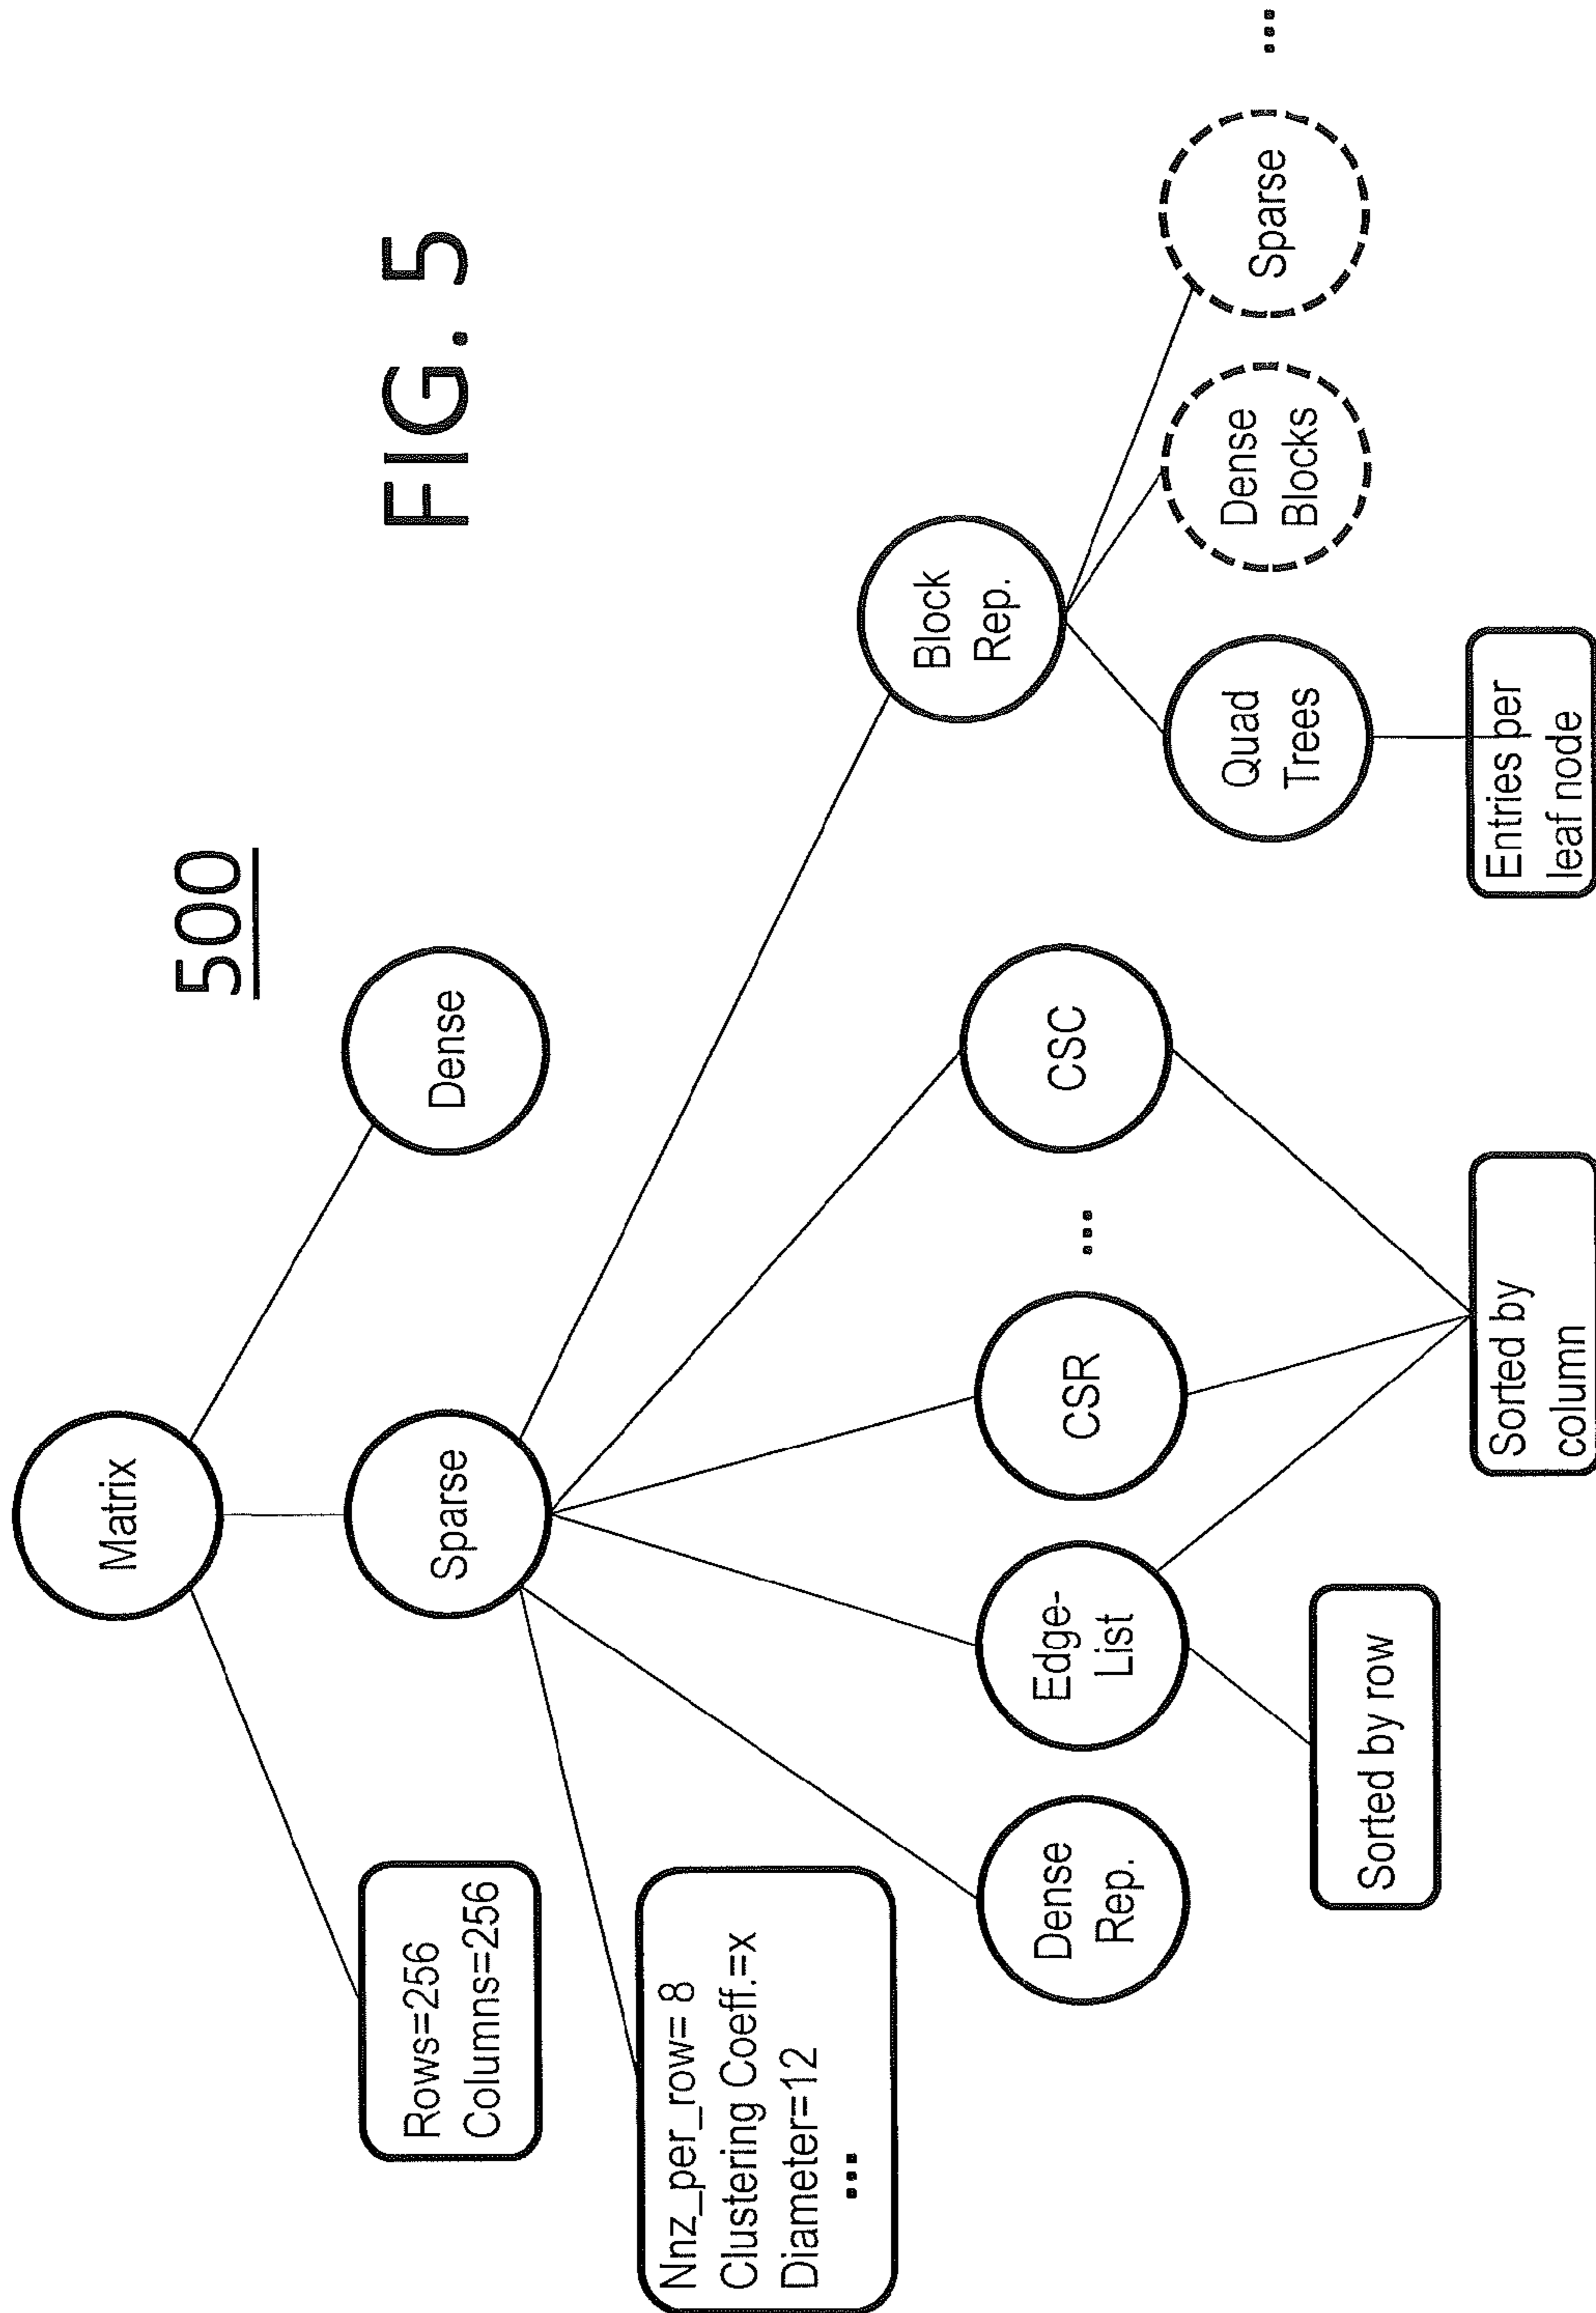 500
FIG. 5
Matrix
Rows=256
Columns=256
Sparse
Dense
Nnz_per_row= 8
Clustering Coeff.=x
Diameter=12
...
Dense
Rep.
Edge-
List
CSR
...
CSC
Block
Rep.
Sorted by row
Sorted by
column
Quad
Trees
Dense
Blocks
Sparse
...
Entries per
leaf node